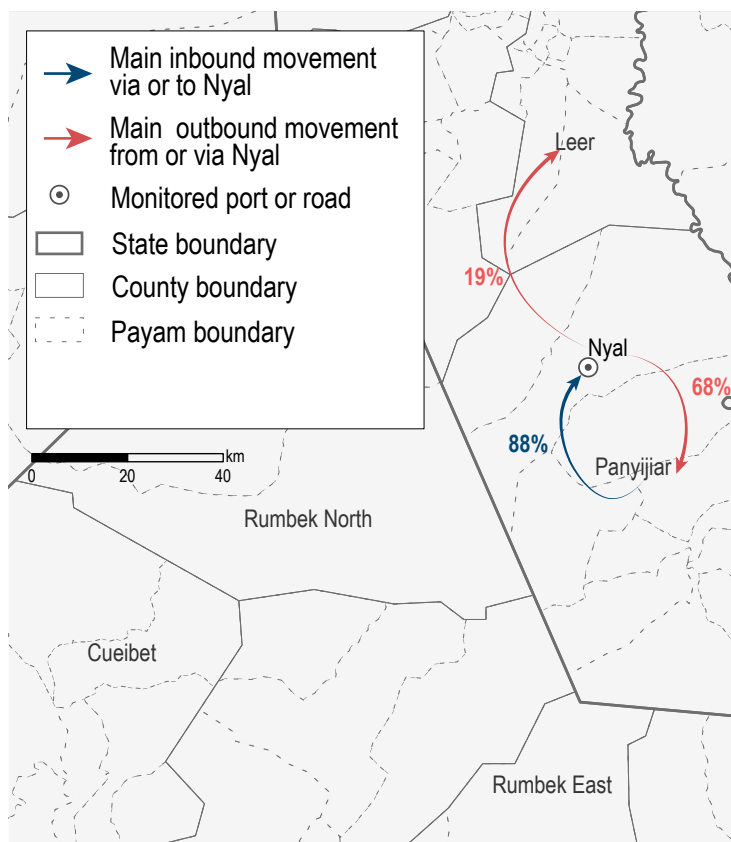 Main inbound movement
via or to Nyal
Main outbound movement
from or via Nyal
Monitored port or road
State boundary
County boundary
Payam boundary
km
0 20 40
Leer
19%
Nyal
68%
88%
Panyijiar
Rumbek North
Cueibet
Rumbek East